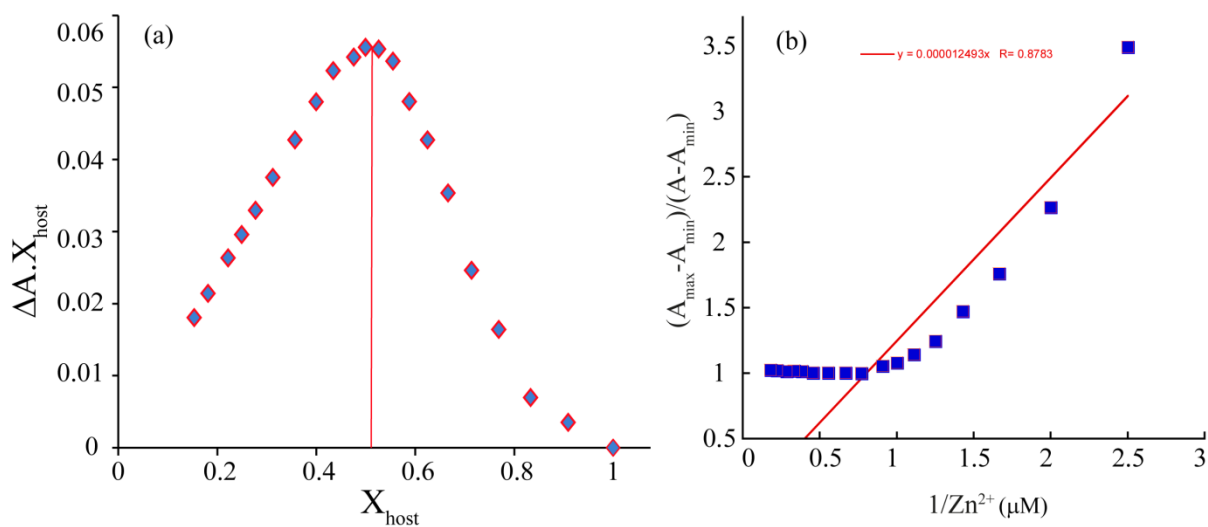 (a)
ΔA.X_host
0.06
0.05
0.04
0.03
0.02
0.01
0
0 0.2 0.4 0.6 0.8 1
X_host
(b)
y = 0.000012493x R= 0.8783
(A_max-A_min)/(A-A_min)
3.5
3
2.5
2
1.5
1
0.5
0.5 1 1.5 2 2.5 3
1/Zn²⁺ (μM)